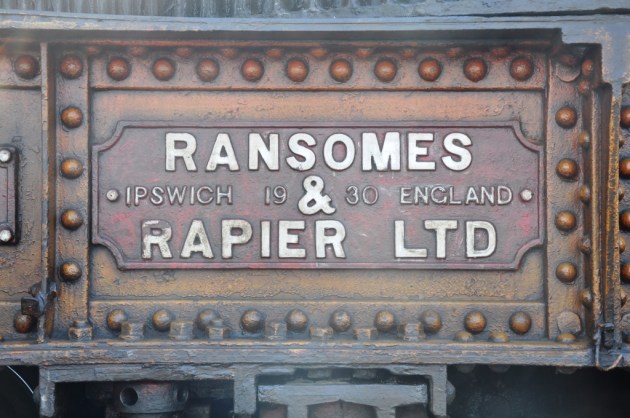 RANSOMES
IPSWICH 19 & 30 ENGLAND
RAPIER LTD